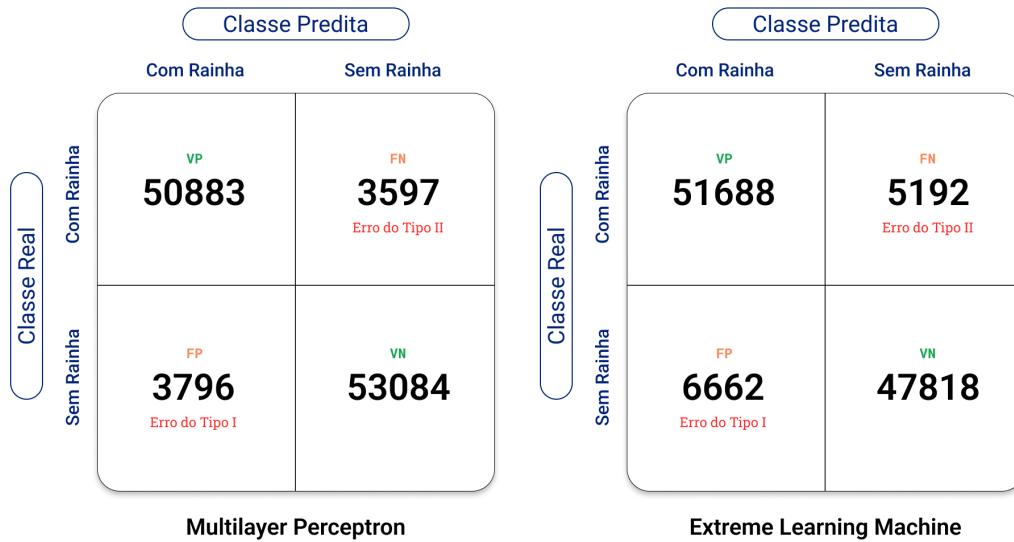 Classe Predita
Com Rainha
Sem Rainha
Classe Real
Com Rainha
Sem Rainha
VP
50883
FN
3597
Erro do Tipo II
FP
3796
Erro do Tipo I
VN
53084
Multilayer Perceptron
Classe Predita
Com Rainha
Sem Rainha
Classe Real
Com Rainha
Sem Rainha
VP
51688
FN
5192
Erro do Tipo II
FP
6662
Erro do Tipo I
VN
47818
Extreme Learning Machine